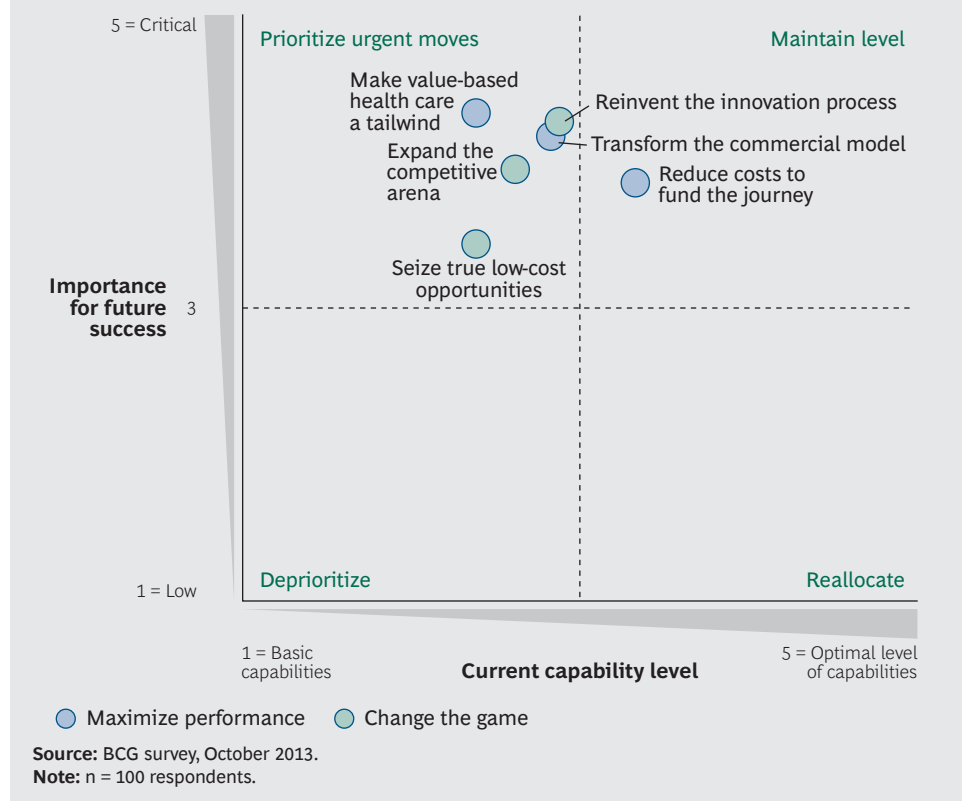 5 = Critical
Prioritize urgent moves
Maintain level
Make value-based
health care
a tailwind
Reinvent the innovation process
Transform the commercial model
Expand the
competitive
arena
Reduce costs to
fund the journey
Seize true low-cost
opportunities
Importance
for future
success
3
Deprioritize
Reallocate
1 = Low
1 = Basic
capabilities
Current capability level
5 = Optimal level
of capabilities
Maximize performance
Change the game
Source: BCG survey, October 2013.
Note: n = 100 respondents.